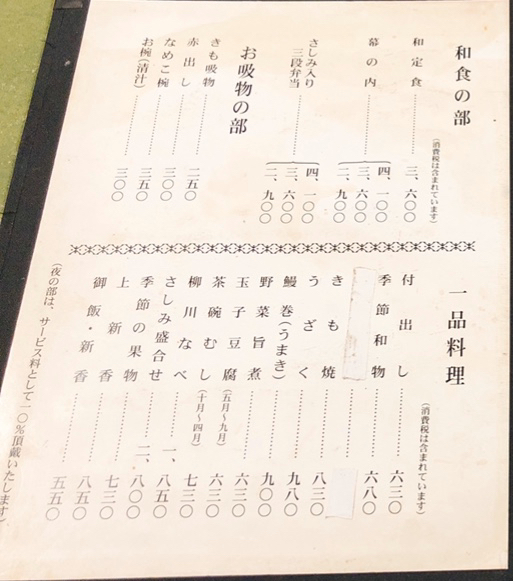 和食の部
(消費税は含まれています)
和定食 三、六〇〇
幕の内
四、一〇〇
三、六〇〇
二、九〇〇
さしみ入り
三段弁当
四、一〇〇
三、六〇〇
二、九〇〇
お吸物の部
きも吸物 二五〇
赤出し 三〇〇
なめこ椀 三五〇
お椀(清汁) 三〇〇
一品料理
(消費税は含まれています)
付出し 六三〇
季節和物 六八〇
きも焼 八三〇
うざく 九八〇
鰻巻(うまき) 九〇〇
野菜旨煮 六三〇
玉子豆腐(五月〜九月) 六三〇
茶碗むし(十月〜四月) 七三〇
柳川なべ 一、八五〇
さしみ盛合せ 二、八〇〇
季節の果物 七三〇
上新香 八五〇
御飯・新香 五五〇
(夜の部は、サービス料として一〇%頂戴いたします)